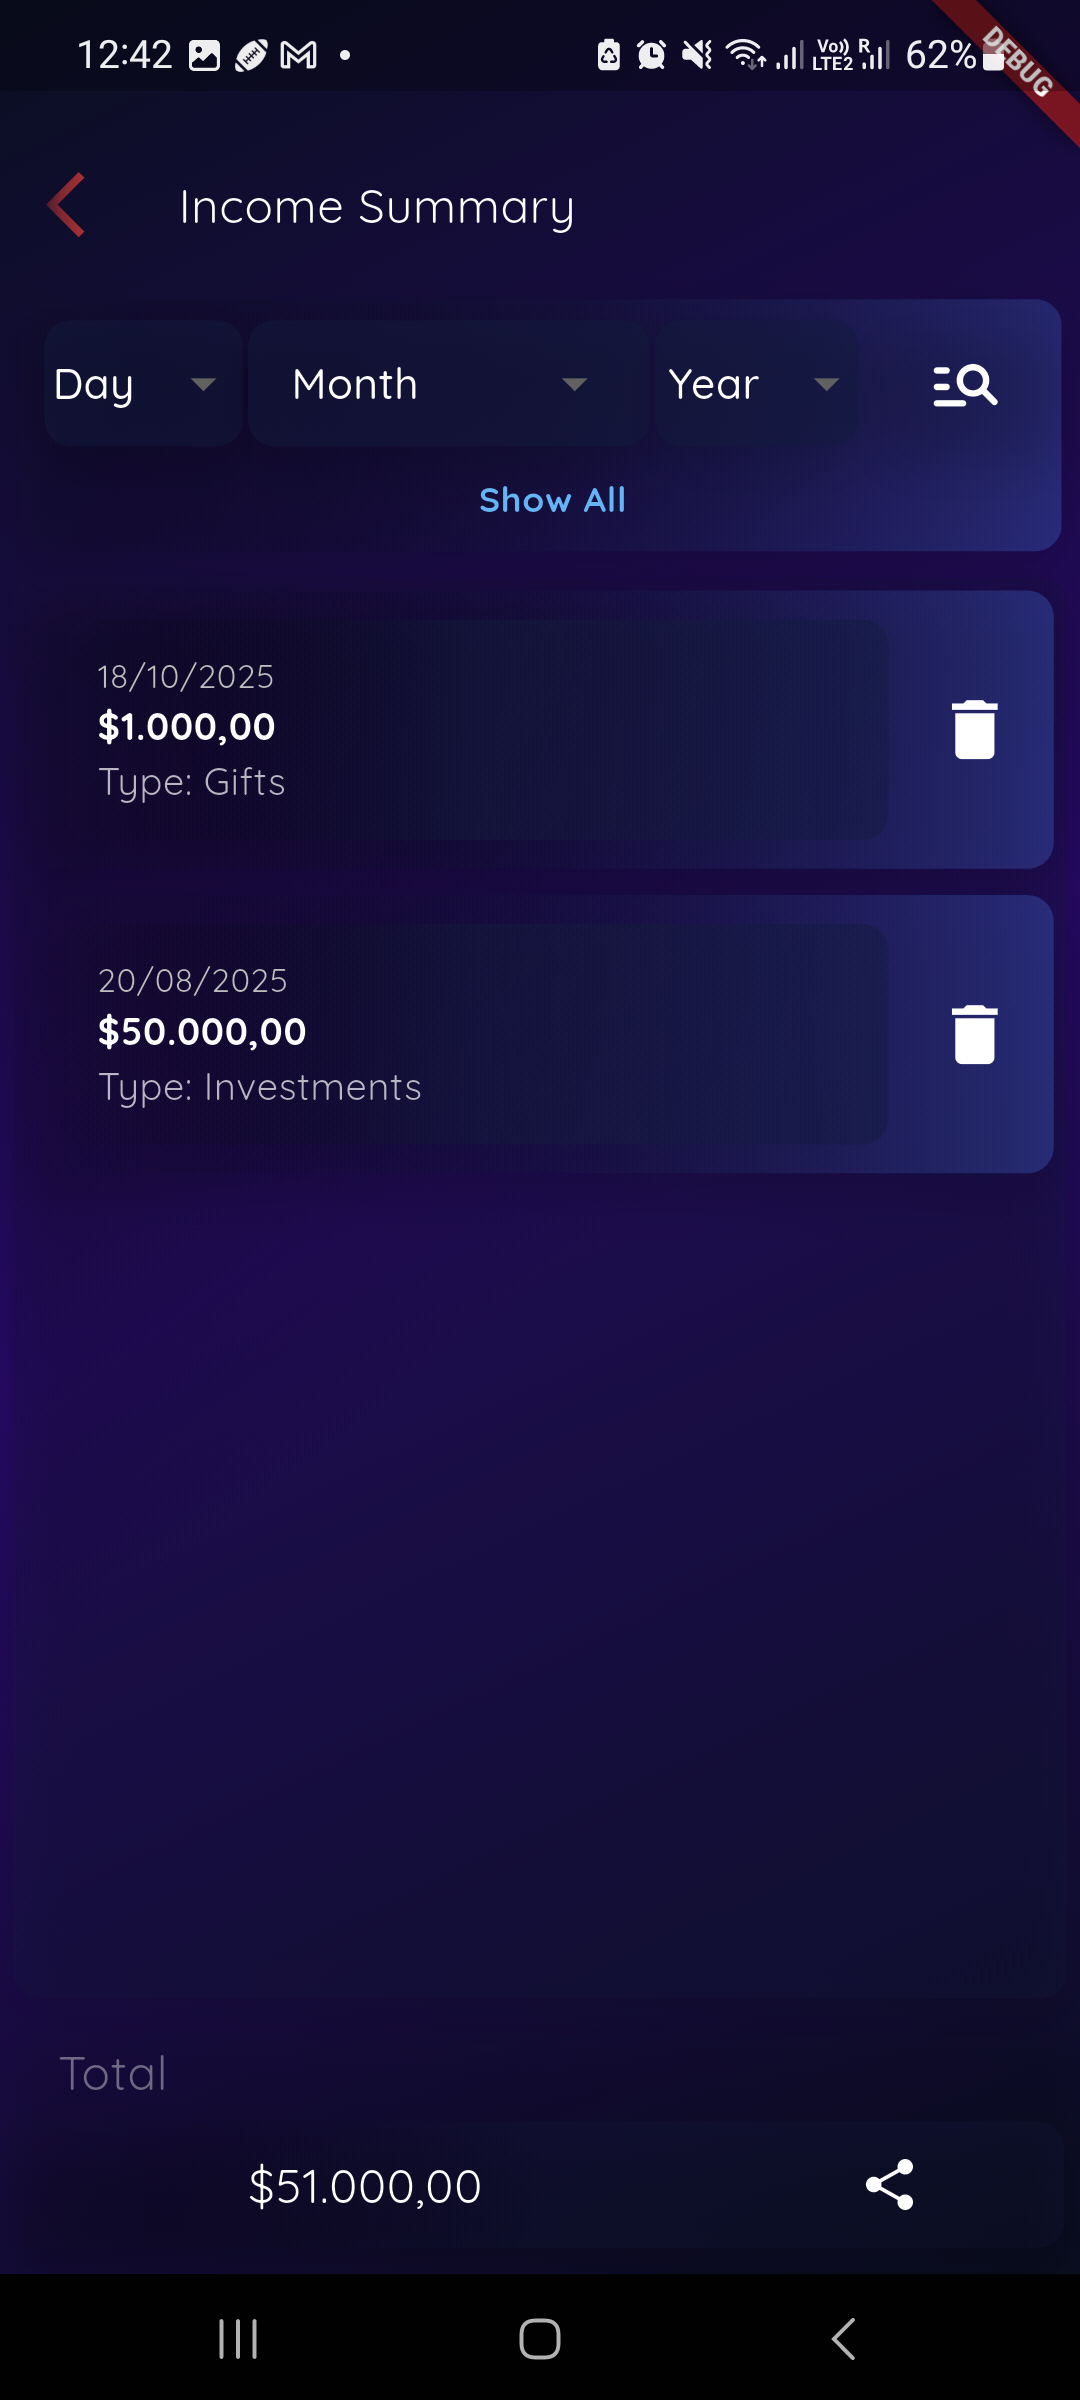 12:42
Vo)) R
LTE2
62%
DEBUG
Income Summary
Day Month Year
Show All
18/10/2025
$1.000,00
Type: Gifts
20/08/2025
$50.000,00
Type: Investments
Total
$51.000,00